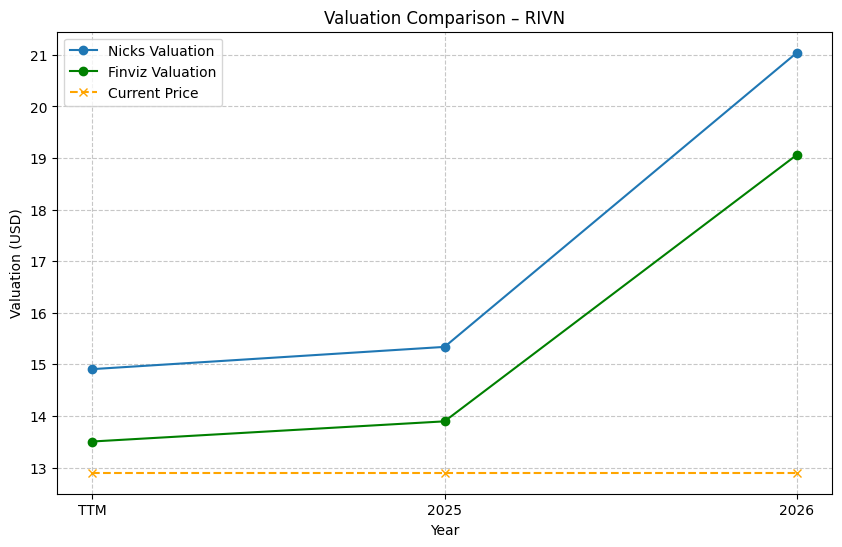 Valuation Comparison – RIVN
Nicks Valuation
Finviz Valuation
Current Price
Valuation (USD)
21
20
19
18
17
16
15
14
13
TTM
2025
2026
Year